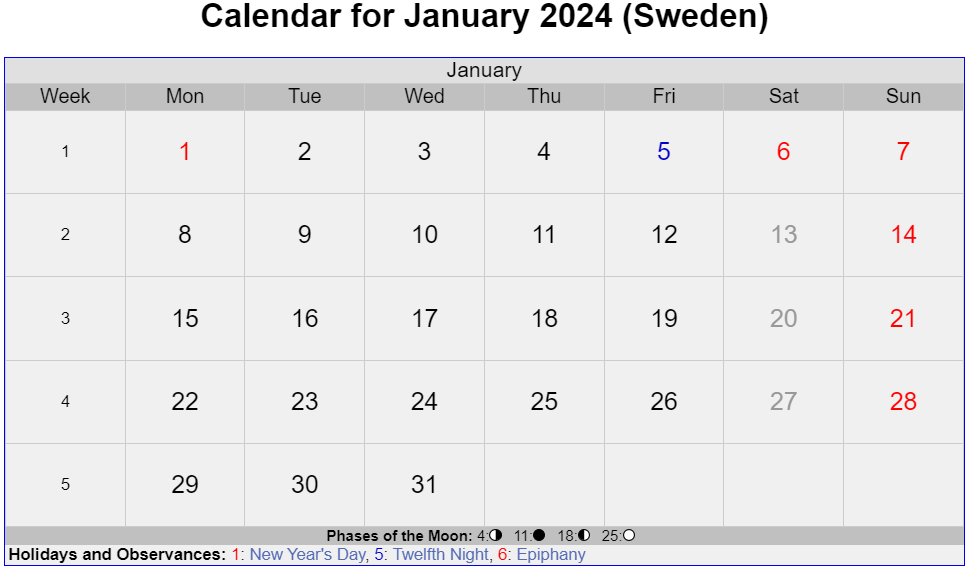 Calendar for January 2024 (Sweden)
January
Week Mon Tue Wed Thu Fri Sat Sun
1 1 2 3 4 5 6 7
2 8 9 10 11 12 13 14
3 15 16 17 18 19 20 21
4 22 23 24 25 26 27 28
5 29 30 31
Phases of the Moon: 4: 11: 18: 25:
Holidays and Observances: 1: New Year's Day, 5: Twelfth Night, 6: Epiphany